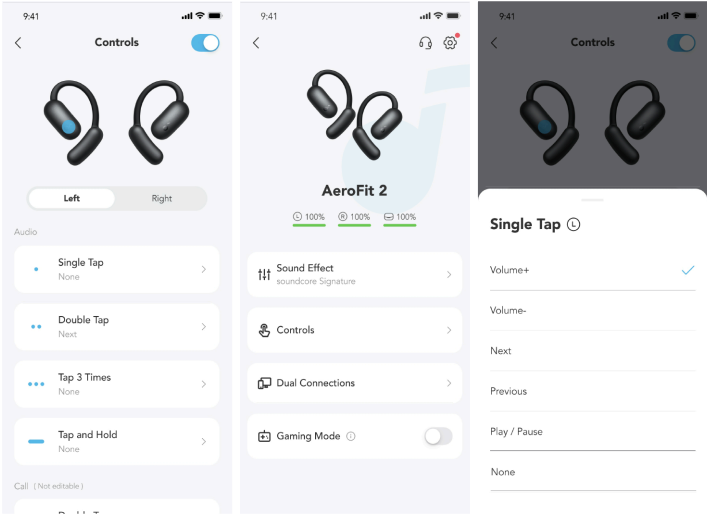 9:41
Controls
Left
Right
Audio
Single Tap
None
Double Tap
Next
Tap 3 Times
None
Tap and Hold
None
Call ( Not editable )
9:41
AeroFit 2
L 100%
R 100%
100%
Sound Effect
soundcore Signature
Controls
Dual Connections
Gaming Mode
9:41
Controls
Single Tap L
Volume+
Volume-
Next
Previous
Play / Pause
None